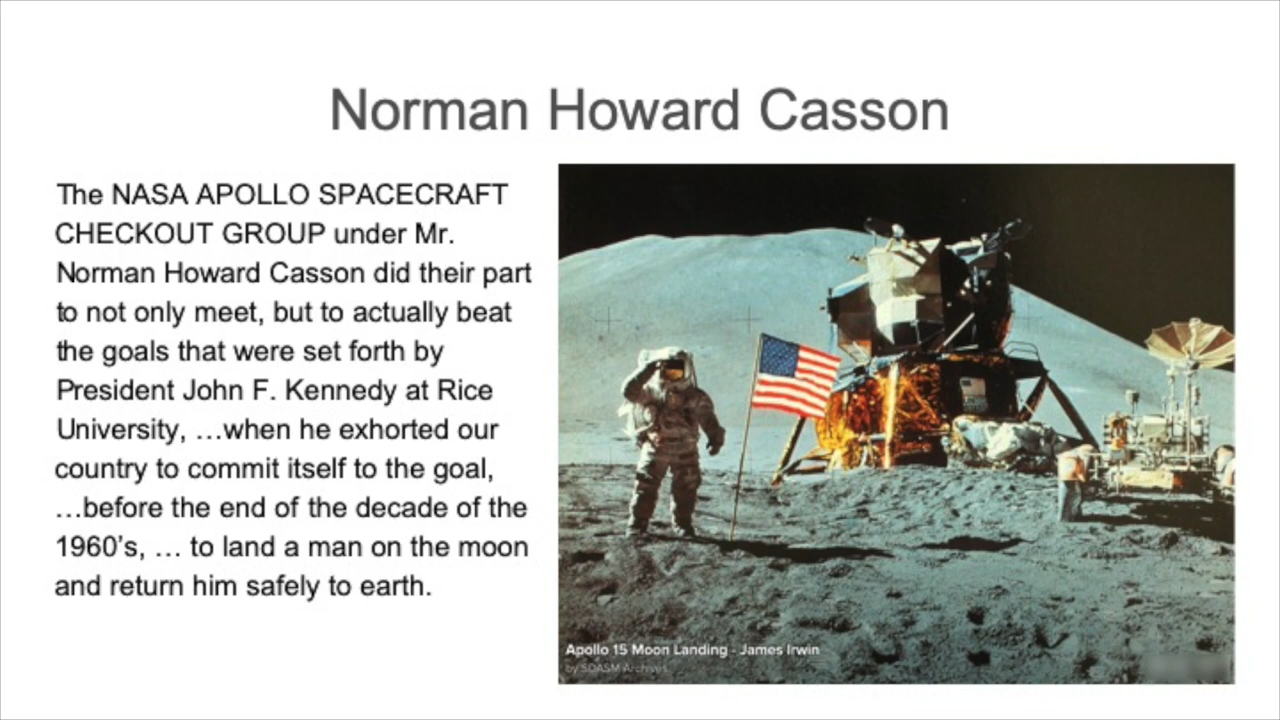 Norman Howard Casson
The NASA APOLLO SPACECRAFT
CHECKOUT GROUP under Mr.
Norman Howard Casson did their part
to not only meet, but to actually beat
the goals that were set forth by
President John F. Kennedy at Rice
University, …when he exhorted our
country to commit itself to the goal,
…before the end of the decade of the
1960’s, … to land a man on the moon
and return him safely to earth.
Apollo 15 Moon Landing - James Irwin
by SDASM Archives